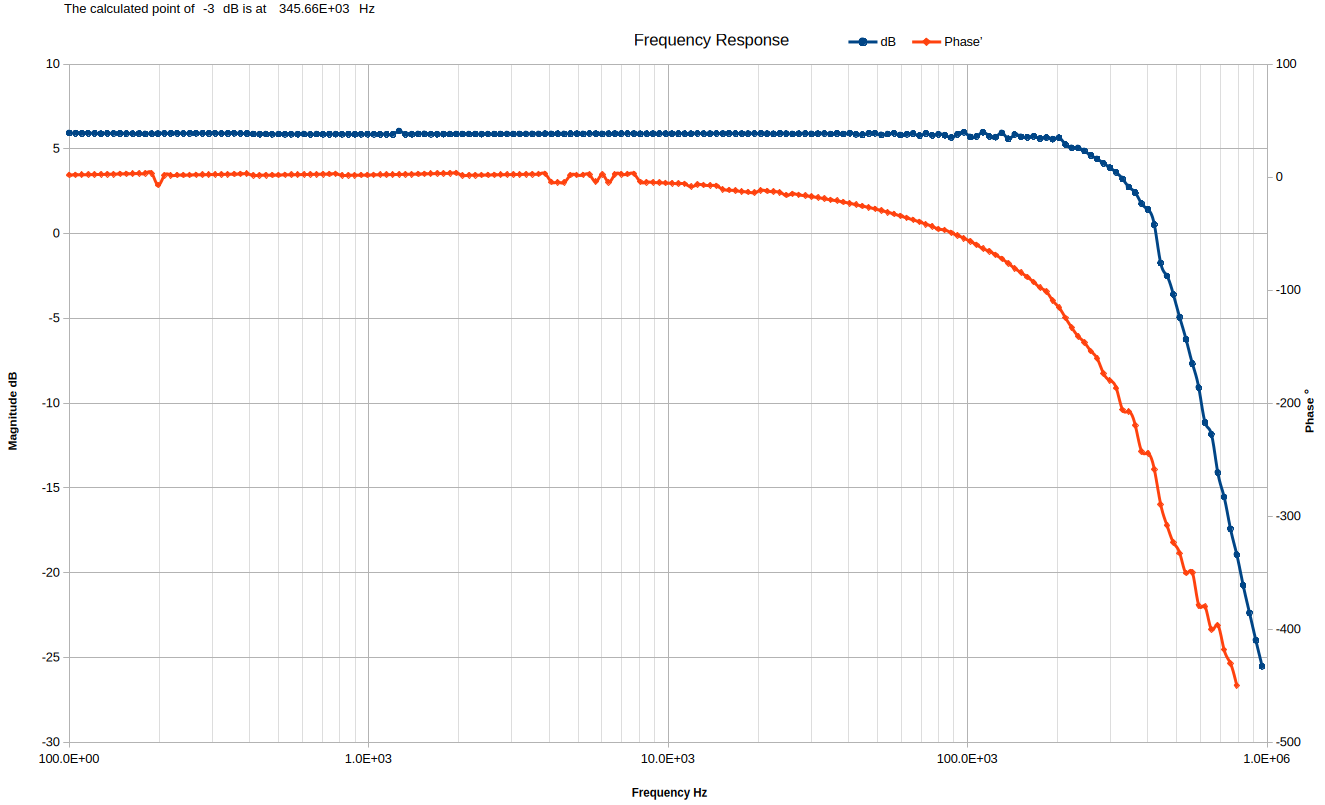 The calculated point of -3 dB is at 345.66E+03 Hz
Frequency Response
dB
Phase'
10
5
0
-5
-10
-15
-20
-25
-30
Magnitude dB
100
0
-100
-200
-300
-400
-500
Phase °
100.0E+00
1.0E+03
10.0E+03
100.0E+03
1.0E+06
Frequency Hz